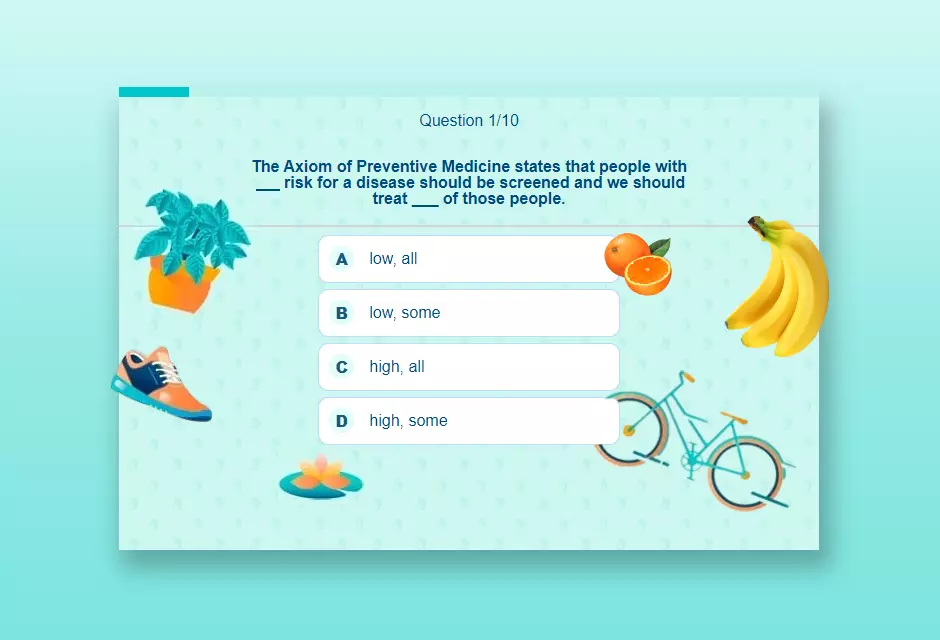 Question 1/10
The Axiom of Preventive Medicine states that people with
___ risk for a disease should be screened and we should
treat ___ of those people.
A low, all
B low, some
C high, all
D high, some